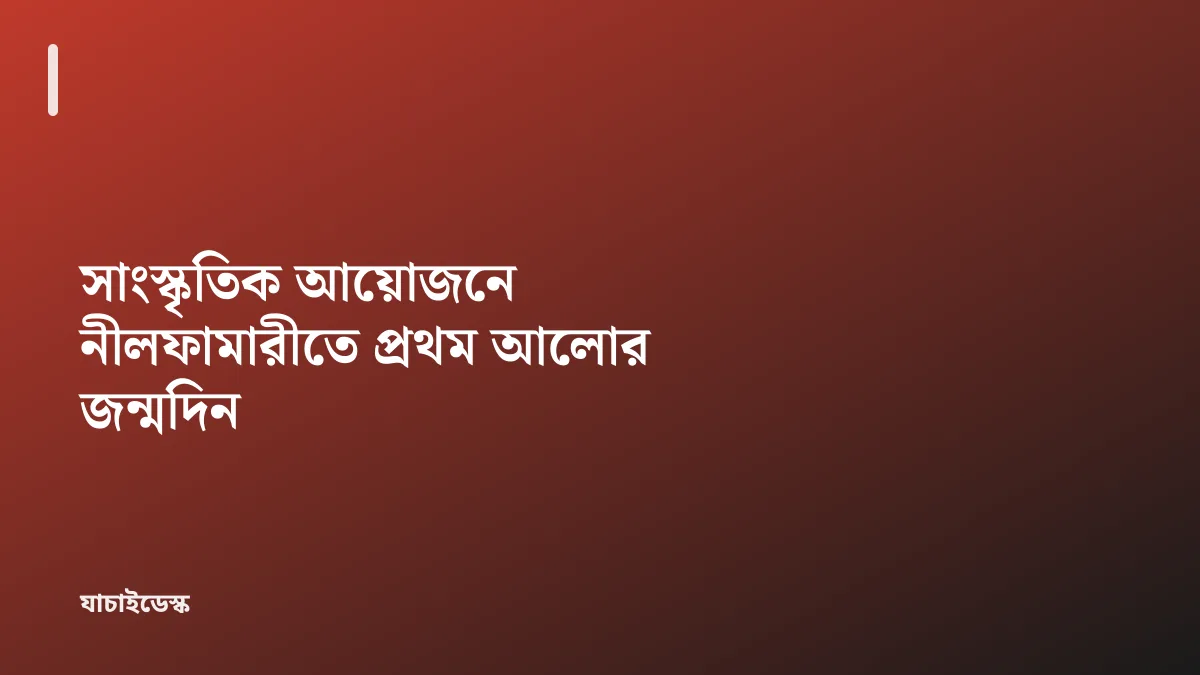 সাংস্কৃতিক আয়োজনে
নীলফামারীতে প্রথম আলোর
জন্মদিন
যাচাইডেস্ক